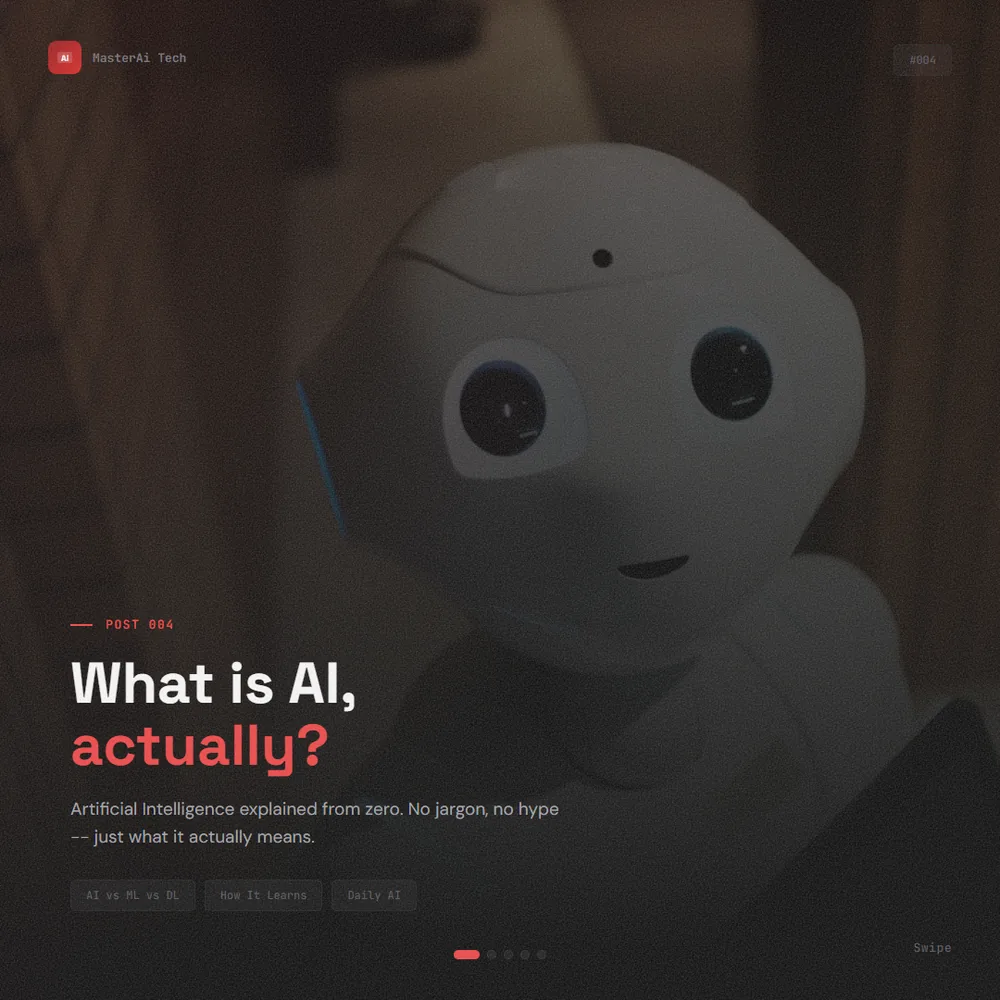 AI
MasterAi Tech
#004
POST 004
What is AI,
actually?
Artificial Intelligence explained from zero. No jargon, no hype
-- just what it actually means.
AI vs ML vs DL
How It Learns
Daily AI
Swipe